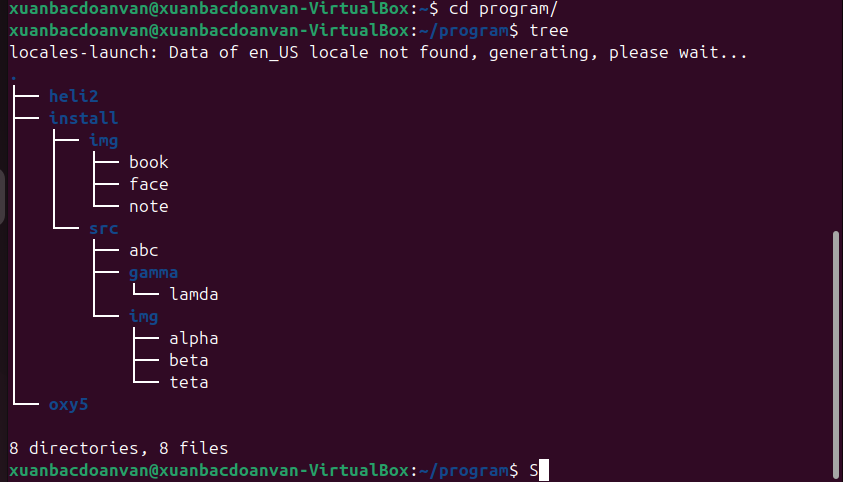 xuanbacdoanvan@xuanbacdoanvan-VirtualBox:~$ cd program/
xuanbacdoanvan@xuanbacdoanvan-VirtualBox:~/program$ tree
locales-launch: Data of en_US locale not found, generating, please wait...
.
├── heli2
├── install
│   ├── img
│   │   ├── book
│   │   ├── face
│   │   └── note
│   └── src
│       ├── abc
│       ├── gamma
│       │   └── lamda
│       └── img
│           ├── alpha
│           ├── beta
│           └── teta
└── oxy5
8 directories, 8 files
xuanbacdoanvan@xuanbacdoanvan-VirtualBox:~/program$ S